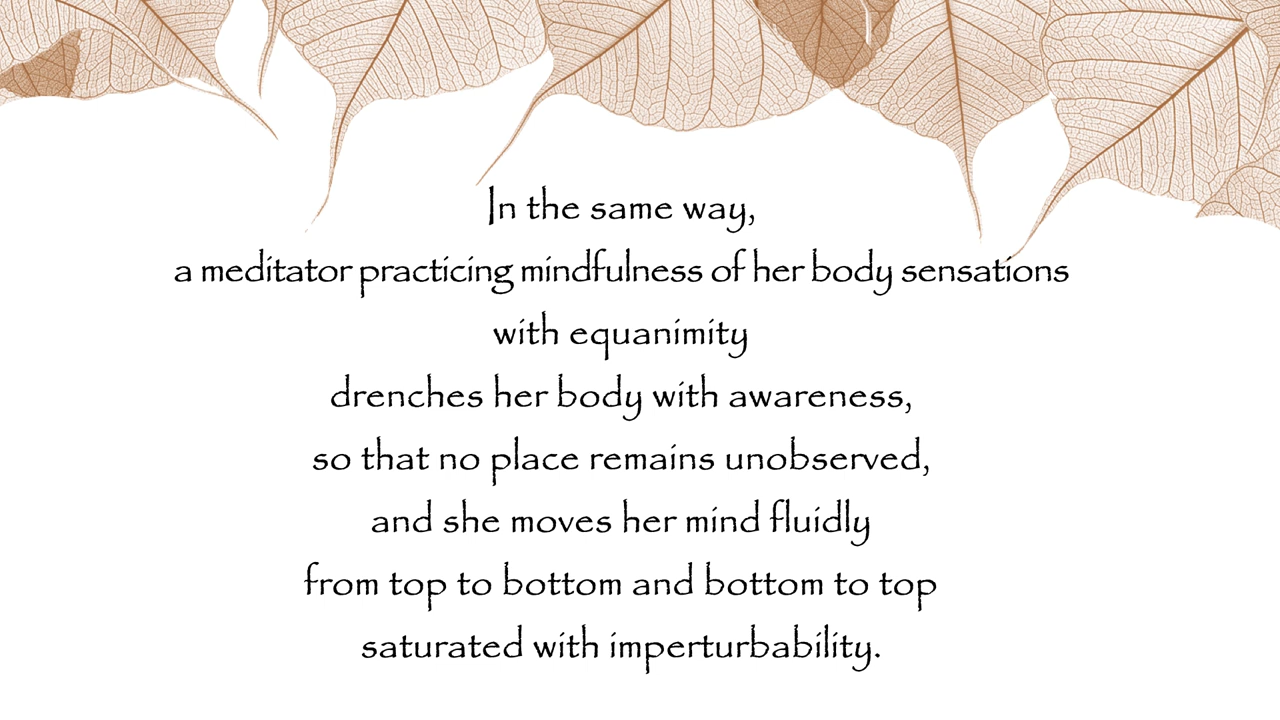 In the same way,
a meditator practicing mindfulness of her body sensations
with equanimity
drenches her body with awareness,
so that no place remains unobserved,
and she moves her mind fluidly
from top to bottom and bottom to top
saturated with imperturbability.